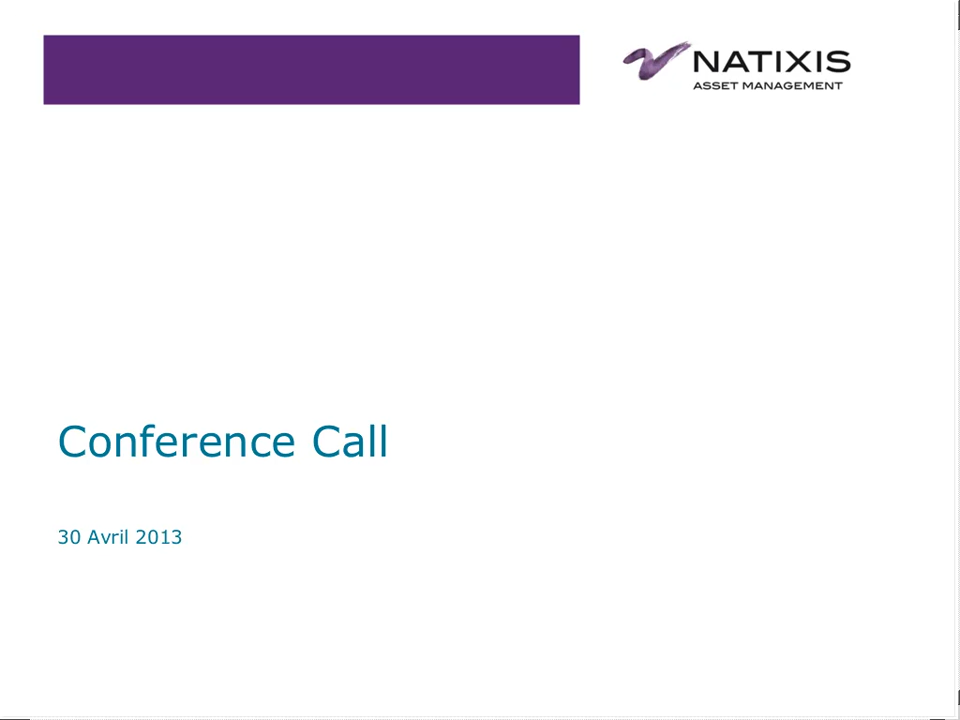 NATIXIS
ASSET MANAGEMENT
Conference Call
30 Avril 2013